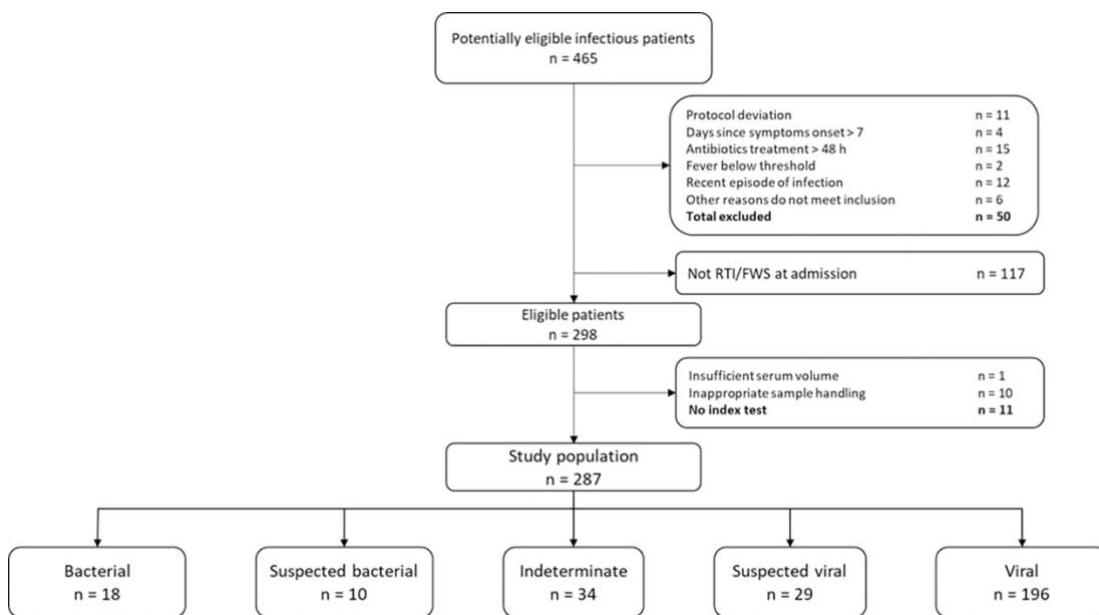 Potentially eligible infectious patients
n = 465
Protocol deviation n = 11
Days since symptoms onset > 7 n = 4
Antibiotics treatment > 48 h n = 15
Fever below threshold n = 2
Recent episode of infection n = 12
Other reasons do not meet inclusion n = 6
Total excluded n = 50
Not RTI/FWS at admission n = 117
Eligible patients
n = 298
Insufficient serum volume n = 1
Inappropriate sample handling n = 10
No index test n = 11
Study population
n = 287
Bacterial
n = 18
Suspected bacterial
n = 10
Indeterminate
n = 34
Suspected viral
n = 29
Viral
n = 196